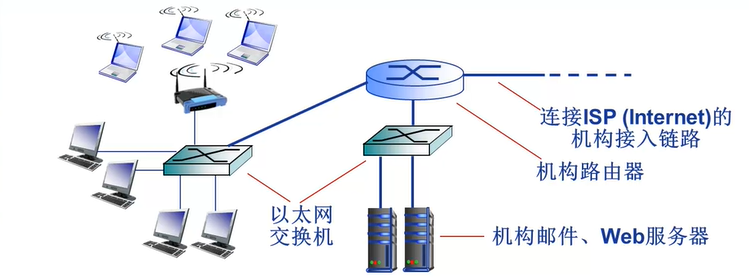 连接ISP (Internet)的
机构接入链路
机构路由器
以太网
交换机
机构邮件、Web服务器